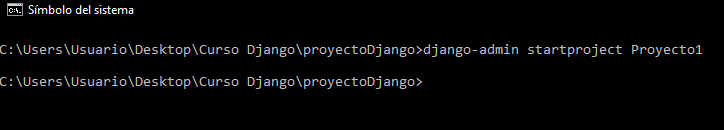 Símbolo del sistema
C:\Users\Usuario\Desktop\Curso Django\proyectoDjango>django-admin startproject Proyecto1
C:\Users\Usuario\Desktop\Curso Django\proyectoDjango>